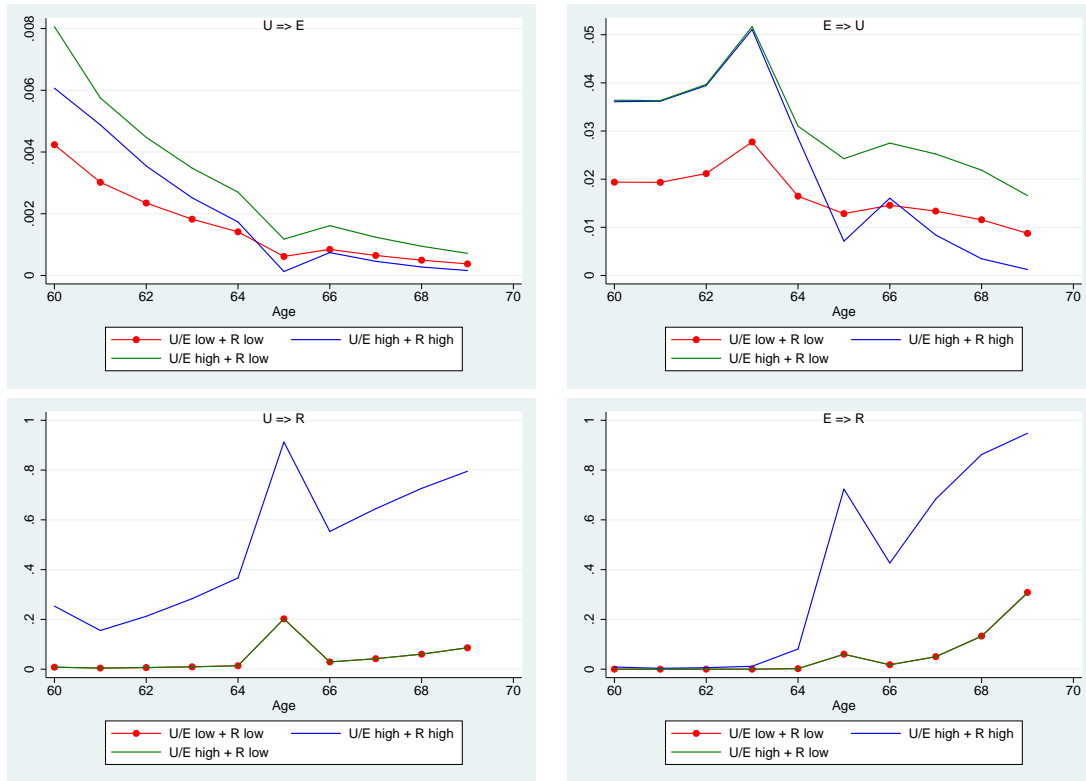 U => E
.008
.006
.004
.002
0
60 62 64 66 68 70
Age
U/E low + R low U/E high + R high
U/E high + R low
E => U
.05
.04
.03
.02
.01
0
60 62 64 66 68 70
Age
U/E low + R low U/E high + R high
U/E high + R low
U => R
1
.8
.6
.4
.2
0
60 62 64 66 68 70
Age
U/E low + R low U/E high + R high
U/E high + R low
E => R
1
.8
.6
.4
.2
0
60 62 64 66 68 70
Age
U/E low + R low U/E high + R high
U/E high + R low